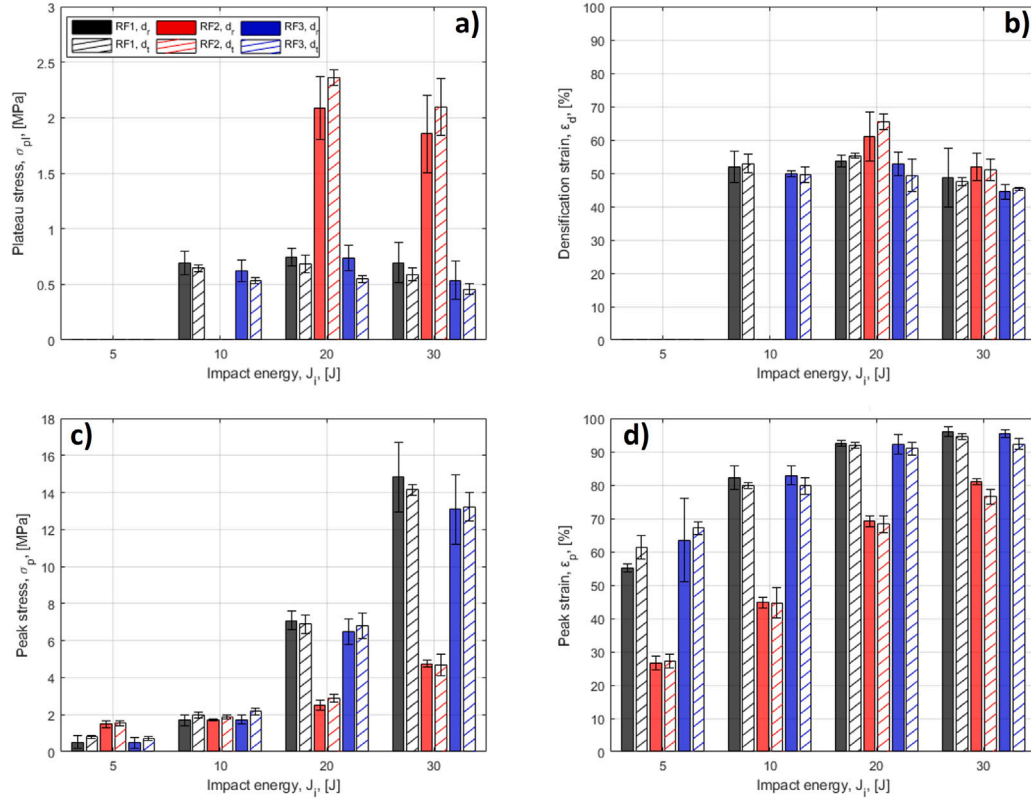 a)
RF1, d_r RF2, d_r RF3, d_r
RF1, d_t RF2, d_t RF3, d_t
3
2.5
2
1.5
1
0.5
0
Plateau stress, σ_pl, [MPa]
5 10 20 30
Impact energy, J_i, [J]
b)
100
90
80
70
60
50
40
30
20
10
0
Densification strain, ε_d, [%]
5 10 20 30
Impact energy, J_i, [J]
c)
18
16
14
12
10
8
6
4
2
0
Peak stress, σ_p, [MPa]
5 10 20 30
Impact energy, J_i, [J]
d)
100
90
80
70
60
50
40
30
20
10
0
Peak strain, ε_p, [%]
5 10 20 30
Impact energy, J_i, [J]